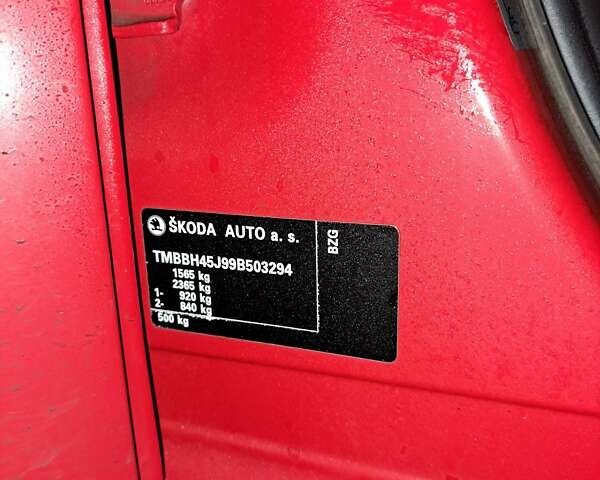 ŠKODA AUTO a. s.
TMBBH45J99B503294
1565 kg
2365 kg
1- 920 kg
2- 840 kg
500 kg
BZG